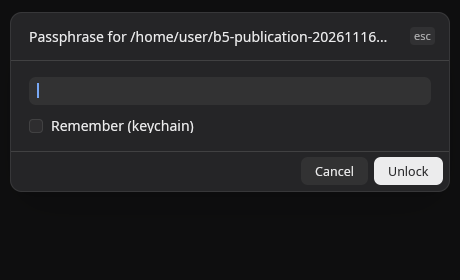 Passphrase for /home/user/b5-publication-20261116...
esc
Remember (keychain)
Cancel
Unlock